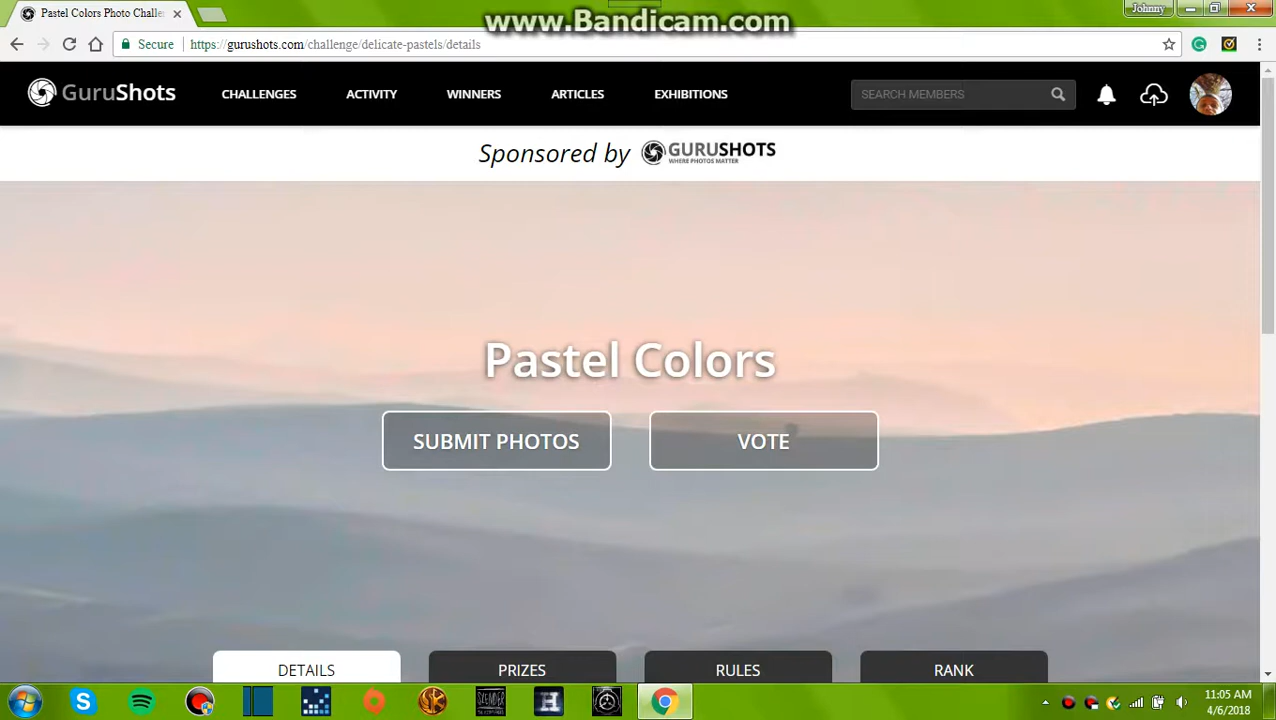 www.Bandicam.com
Pastel Colors Photo Challe
Johnny
Secure
https://gurushots.com/challenge/delicate-pastels/details
GuruShots
CHALLENGES
ACTIVITY
WINNERS
ARTICLES
EXHIBITIONS
SEARCH MEMBERS
Sponsored by
GURUSHOTS
WHERE PHOTOS MATTER
Pastel Colors
SUBMIT PHOTOS
VOTE
DETAILS
PRIZES
RULES
RANK
11:05 AM
4/6/2018